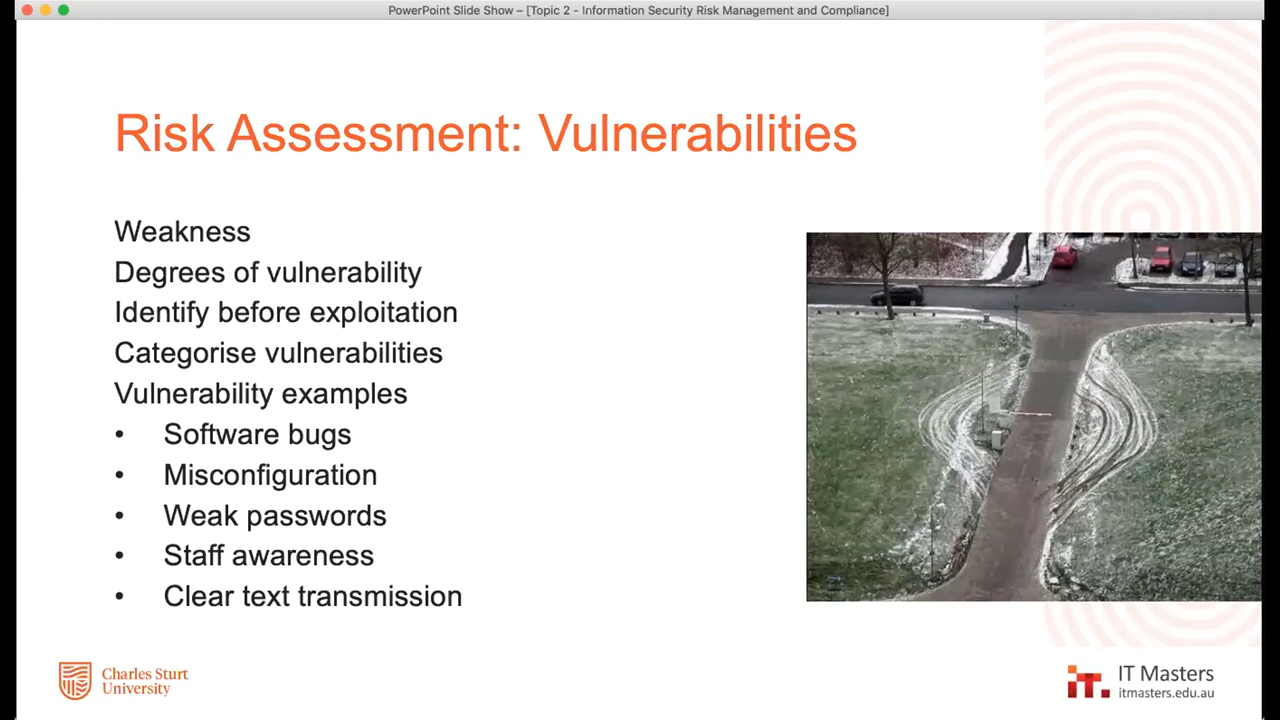 PowerPoint Slide Show – [Topic 2 - Information Security Risk Management and Compliance]
Risk Assessment: Vulnerabilities
Weakness
Degrees of vulnerability
Identify before exploitation
Categorise vulnerabilities
Vulnerability examples
• Software bugs
• Misconfiguration
• Weak passwords
• Staff awareness
• Clear text transmission
Charles Sturt
University
it.
IT Masters
itmasters.edu.au